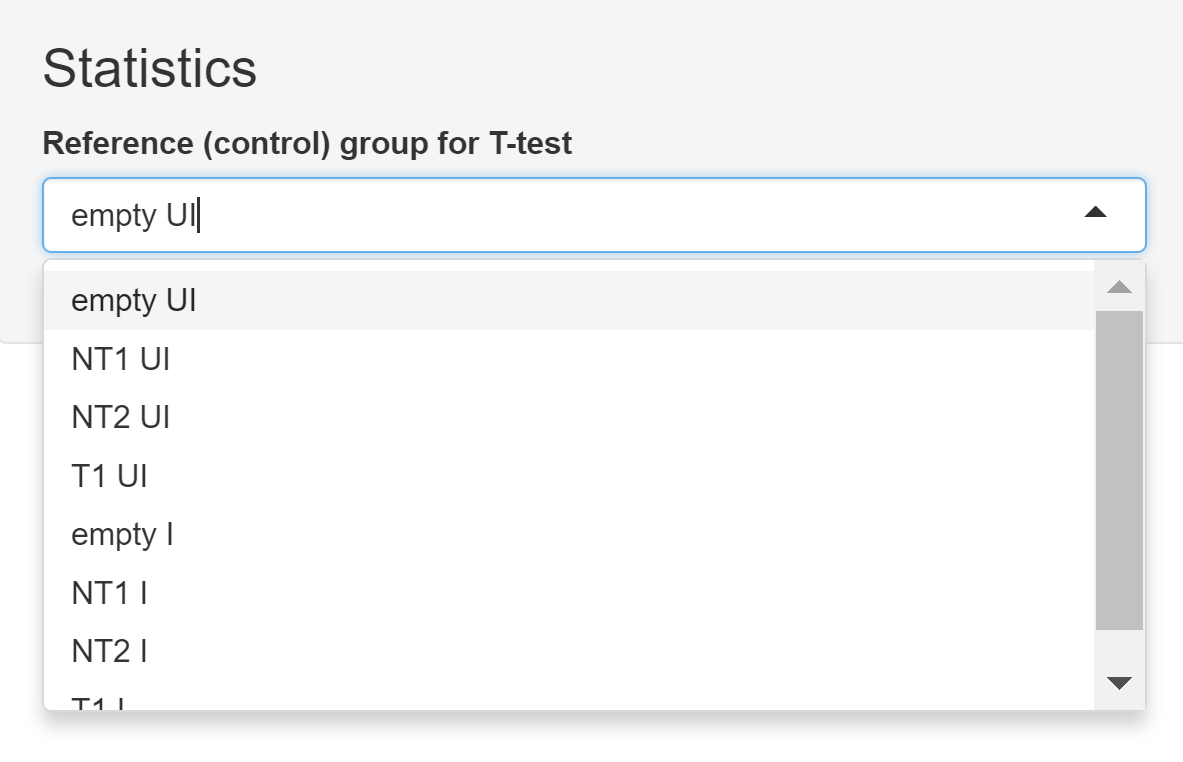 Statistics
Reference (control) group for T-test
empty UI
empty UI
NT1 UI
NT2 UI
T1 UI
empty I
NT1 I
NT2 I
T1 I